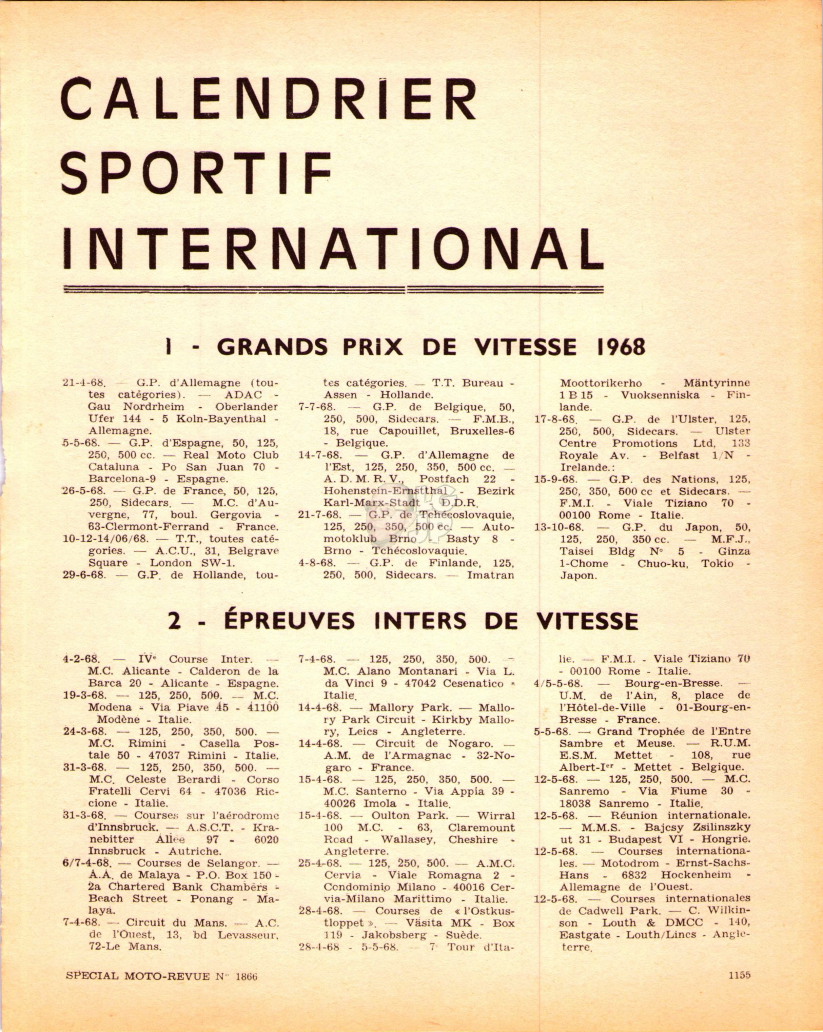 CALENDRIER
SPORTIF
INTERNATIONAL
1 - GRANDS PRIX DE VITESSE 1968
21-4-68. — G.P. d'Allemagne (tou-
tes catégories). — ADAC -
Gau Nordrheim - Oberlander
Ufer 144 - 5 Koln-Bayenthal -
Allemagne.
5-5-68. — G.P. d'Espagne, 50, 125,
250, 500 cc. — Real Moto Club
Cataluna - Po San Juan 70 -
Barcelona-9 - Espagne.
26-5-68. — G.P. de France, 50, 125,
250, Sidecars. — M.C. d'Au-
vergne, 77, boul. Gergovia -
63-Clermont-Ferrand - France.
10-12-14/06/68. — T.T., toutes caté-
gories. — A.C.U., 31, Belgrave
Square - London SW-1.
29-6-68. — G.P. de Hollande, tou-
tes catégories. — T.T. Bureau -
Assen - Hollande.
7-7-68. — G.P. de Belgique, 50,
250, 500, Sidecars. — F.M.B.,
18, rue Capouillet, Bruxelles-6
- Belgique.
14-7-68. — G.P. d'Allemagne de
l'Est, 125, 250, 350, 500 cc. —
A.D.M.R.V., Postfach 22 -
Hohenstein-Ernstthal - Bezirk
Karl-Marx-Stadt - D.D.R.
21-7-68. — G.P. de Tchécoslovaquie,
125, 250, 350, 500 cc. — Auto-
motoklub Brno - Basty 8 -
Brno - Tchécoslovaquie.
4-8-68. — G.P. de Finlande, 125,
250, 500, Sidecars. — Imatran
Moottorikerho - Mäntyrinne
1 B 15 - Vuoksenniska - Fin-
lande.
17-8-68. — G.P. de l'Ulster, 125,
250, 500, Sidecars. — Ulster
Centre Promotions Ltd, 133
Royale Av. - Belfast 1/N -
Irelande.:
15-9-68. — G.P. des Nations, 125,
250, 350, 500 cc et Sidecars. —
F.M.I. - Viale Tiziano 70 -
00100 Rome - Italie.
13-10-68. — G.P. du Japon, 50,
125, 250, 350 cc. — M.F.J.,
Taisei Bldg N° 5 - Ginza
1-Chome - Chuo-ku, Tokio -
Japon.
2 - ÉPREUVES INTERS DE VITESSE
4-2-68. — IVe Course Inter. —
M.C. Alicante - Calderon de la
Barca 20 - Alicante - Espagne.
19-3-68. — 125, 250, 500. — M.C.
Modena - Via Piave 45 - 41100
Modène - Italie.
24-3-68. — 125, 250, 350, 500. —
M.C. Rimini - Casella Pos-
tale 50 - 47037 Rimini - Italie.
31-3-68. — 125, 250, 350, 500. —
M.C. Celeste Berardi - Corso
Fratelli Cervi 64 - 47036 Ric-
cione - Italie.
31-3-68. — Courses sur l'aérodrome
d'Innsbruck. — A.S.C.T. - Kra-
nebitter Allee 97 - 6020
Innsbruck - Autriche.
6/7-4-68. — Courses de Selangor. —
A.A. de Malaya - P.O. Box 150 -
2a Chartered Bank Chambers -
Beach Street - Ponang - Ma-
laya.
7-4-68. — Circuit du Mans. — A.C.
de l'Ouest, 13, bd Levasseur,
72-Le Mans.
7-4-68. — 125, 250, 350, 500. —
M.C. Alano Montanari - Via L.
da Vinci 9 - 47042 Cesenatico -
Italie.
14-4-68. — Mallory Park. — Mallo-
ry Park Circuit - Kirkby Mallo-
ry, Leics - Angleterre.
14-4-68. — Circuit de Nogaro. —
A.M. de l'Armagnac - 32-No-
garo - France.
15-4-68. — 125, 250, 350, 500. —
M.C. Santerno - Via Appia 39 -
40026 Imola - Italie.
15-4-68. — Oulton Park. — Wirral
100 M.C. - 63, Claremount
Road - Wallasey, Cheshire -
Angleterre.
25-4-68. — 125, 250, 500. — A.M.C.
Cervia - Viale Romagna 2 -
Condominio Milano - 40016 Cer-
via-Milano Marittimo - Italie.
28-4-68. — Courses de « l'Ostkus-
tloppet ». — Väsita MK - Box
119 - Jakobsberg - Suède.
28-4-68 - 5-5-68. — 7e Tour d'Ita-
lie. — F.M.I. - Viale Tiziano 70
- 00100 Rome - Italie.
4/5-5-68. — Bourg-en-Bresse. —
U.M. de l'Ain, 8, place de
l'Hôtel-de-Ville - 01-Bourg-en-
Bresse - France.
5-5-68. — Grand Trophée de l'Entre
Sambre et Meuse. — R.U.M.
E.S.M. Mettet - 108, rue
Albert-Ier - Mettet - Belgique.
12-5-68. — 125, 250, 500. — M.C.
Sanremo - Via Fiume 30 -
18038 Sanremo - Italie.
12-5-68. — Réunion internationale.
— M.M.S. - Bajcsy Zsilinszky
ut 31 - Budapest VI - Hongrie.
12-5-68. — Courses internationa-
les. — Motodrom - Ernst-Sachs-
Hans - 6832 Hockenheim -
Allemagne de l'Ouest.
12-5-68. — Courses internationales
de Cadwell Park. — C. Wilkin-
son - Louth & DMCC - 140,
Eastgate - Louth/Lincs - Angle-
terre.
SPECIAL MOTO-REVUE N° 1866
1155